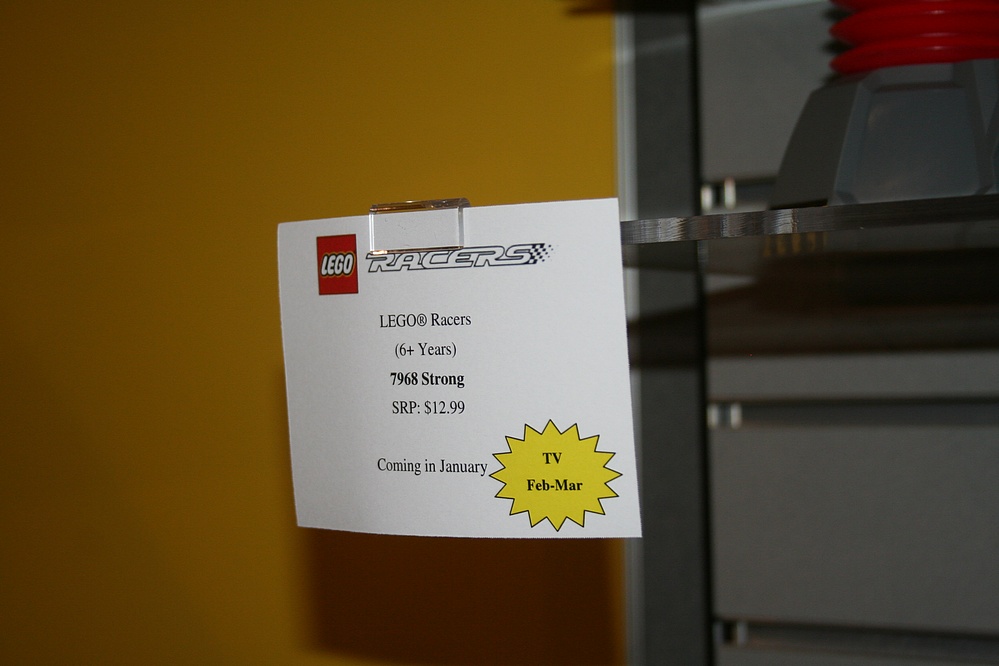 LEGO RACERS
LEGO® Racers
(6+ Years)
7968 Strong
SRP: $12.99
Coming in January
TV
Feb-Mar